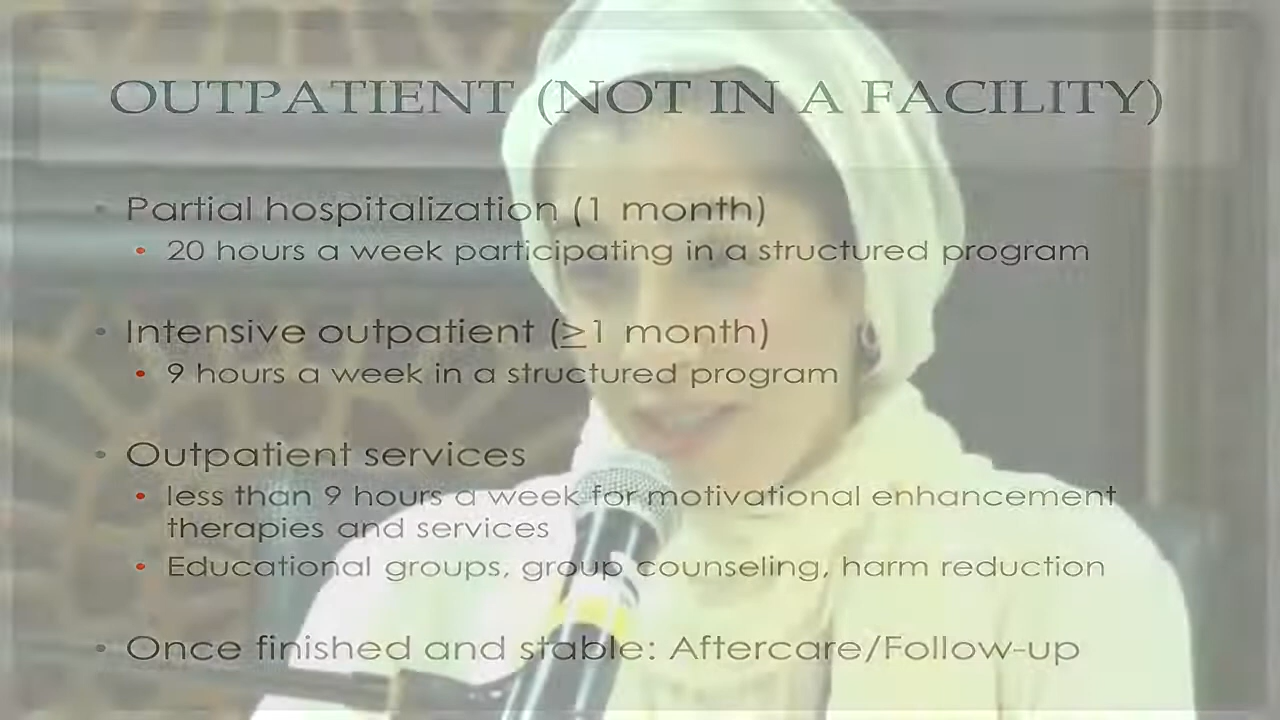 OUTPATIENT (NOT IN A FACILITY)
• Partial hospitalization (1 month)
• 20 hours a week participating in a structured program
• Intensive outpatient (≥1 month)
• 9 hours a week in a structured program
• Outpatient services
• less than 9 hours a week for motivational enhancement
therapies and services
• Educational groups, group counseling, harm reduction
• Once finished and stable: Aftercare/Follow-up